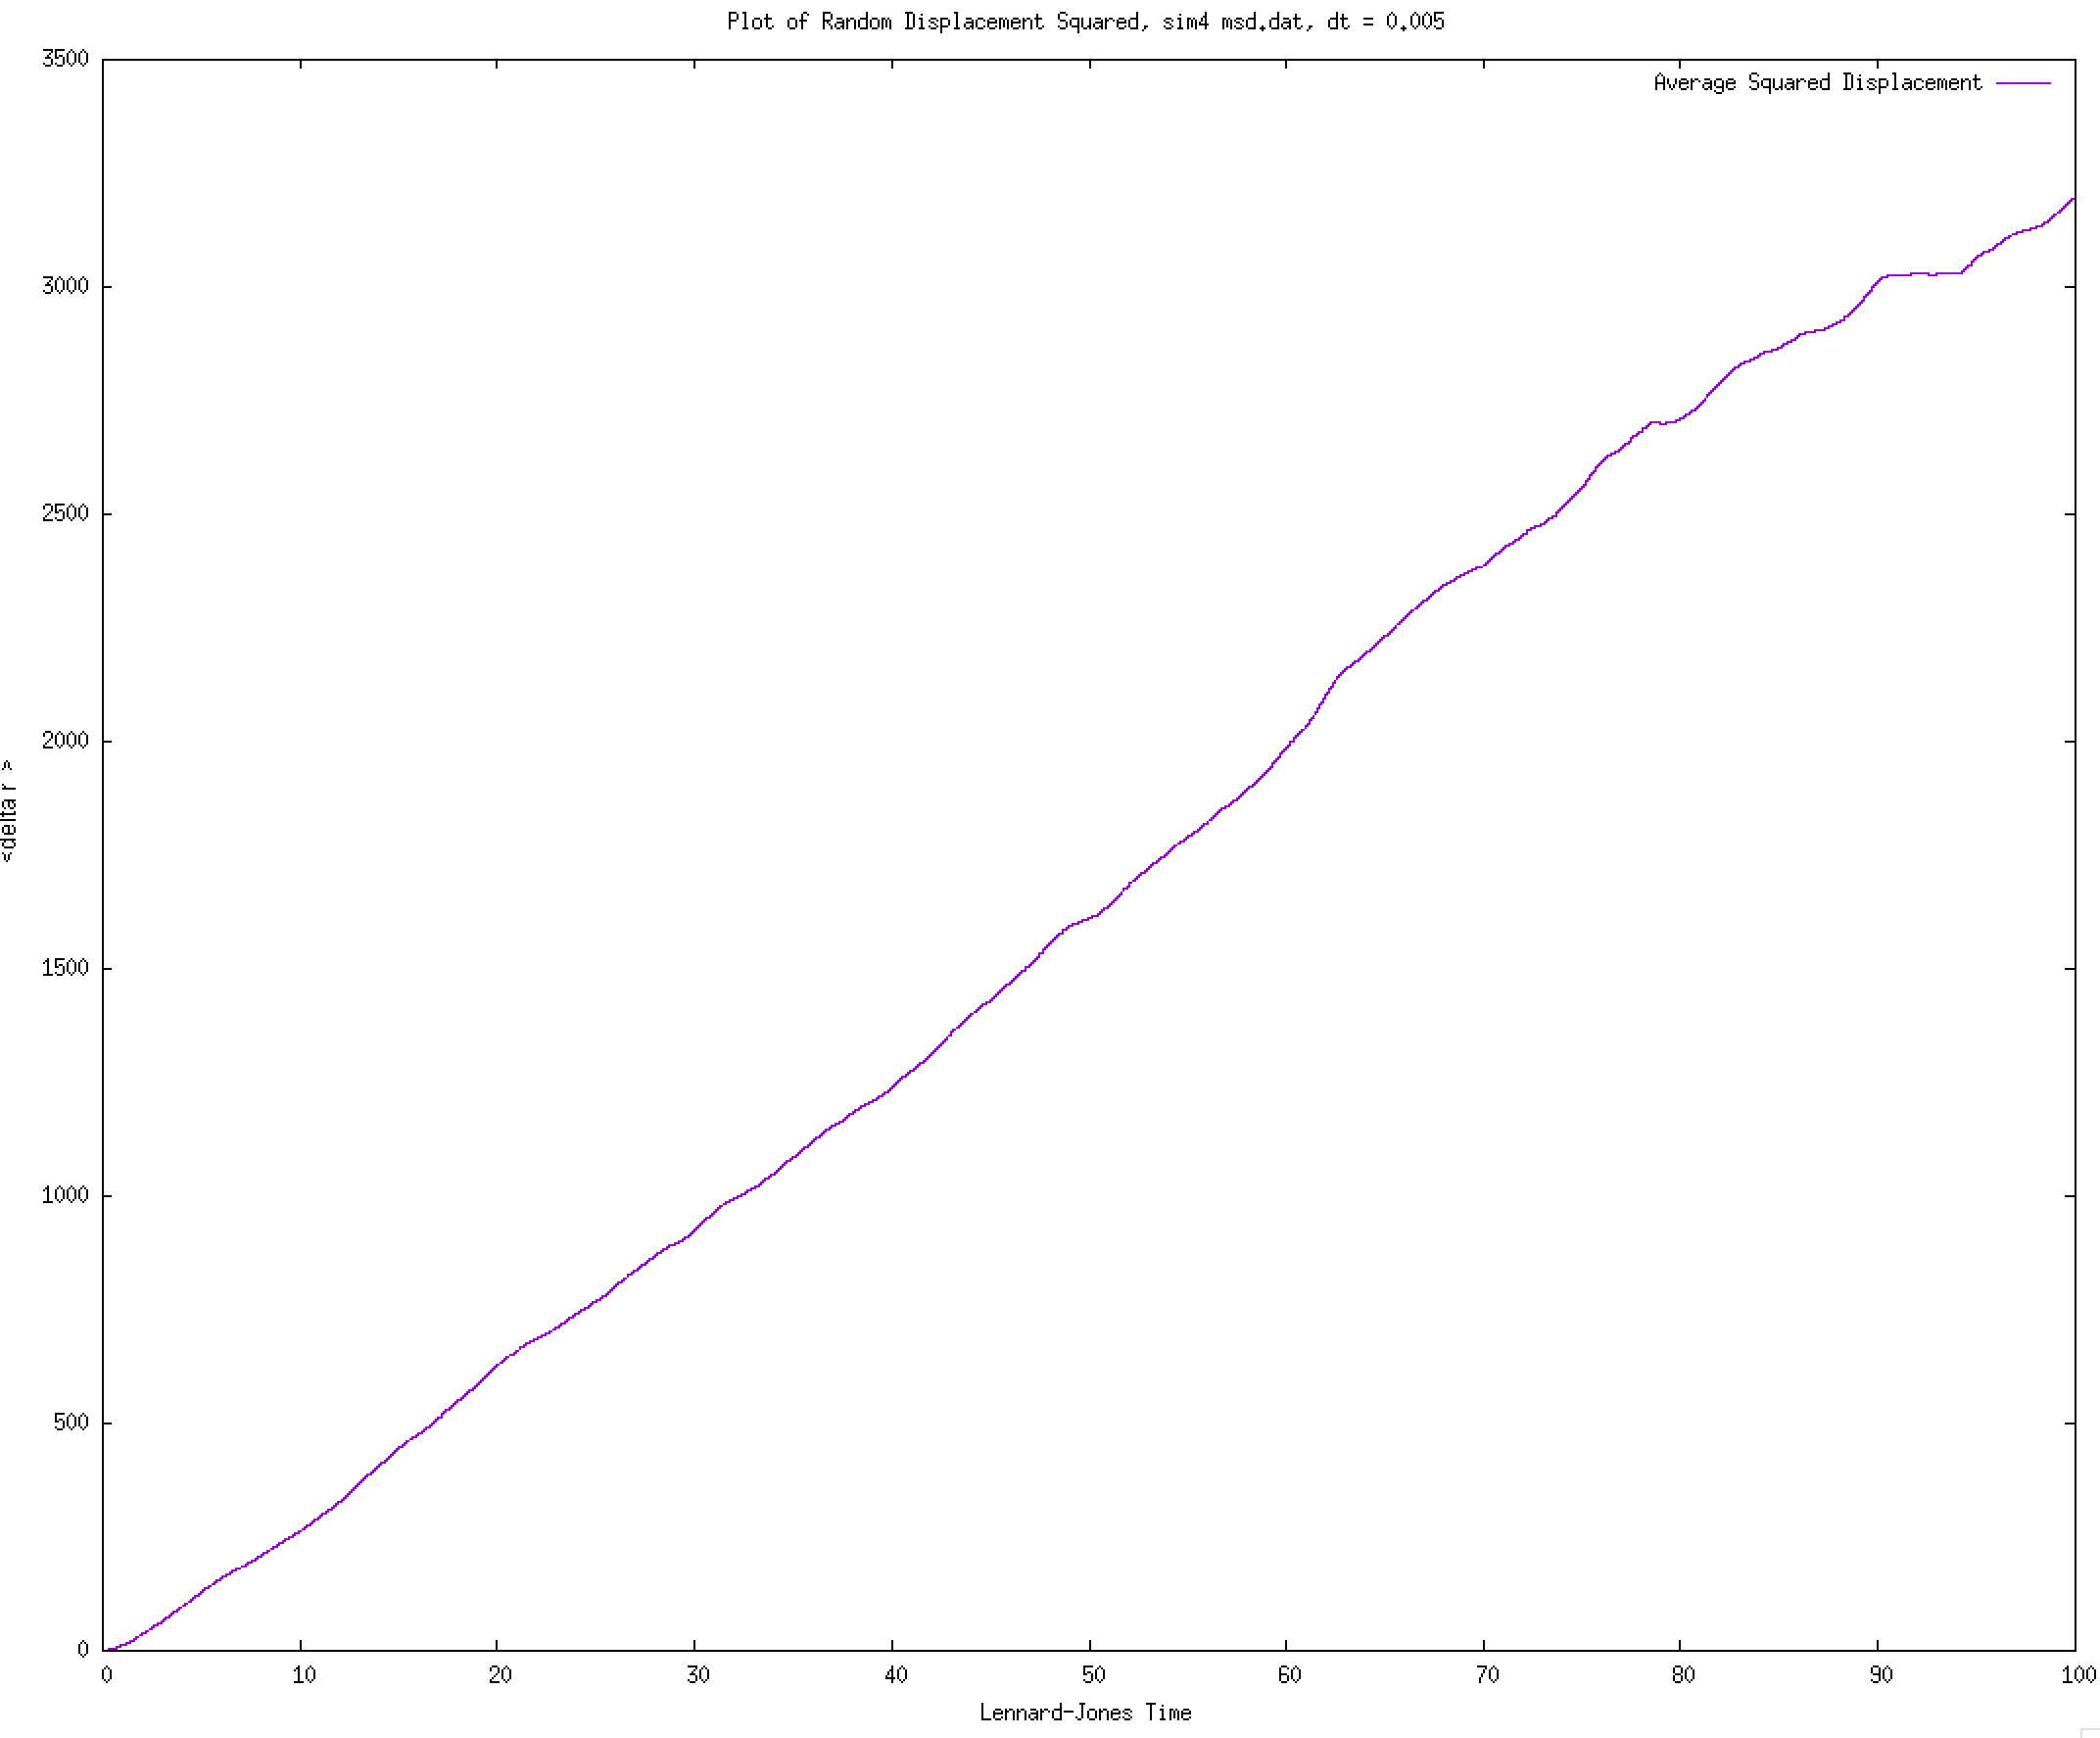 Plot of Random Displacement Squared, sim4 msd.dat, dt = 0.005
Average Squared Displacement
3500
3000
2500
2000
1500
1000
500
0
<delta r >
0 10 20 30 40 50 60 70 80 90 100
Lennard-Jones Time